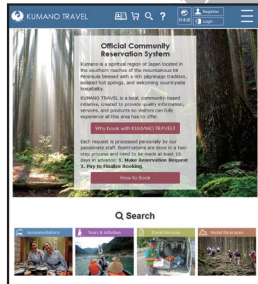 KUMANO TRAVEL
?
日本語
Register
Login
Official Community
Reservation System
Kumano is a spiritual region of Japan located in
the southern reaches of the mountainous Kii
Peninsula blessed with a rich pilgrimage tradition,
isolated hot springs, and welcoming countryside
hospitality.
KUMANO TRAVEL is a local, community-based
initiative, created to provide quality information,
services, and products so visitors can fully
experience all this area has to offer.
Why book with KUMANO TRAVEL?
Each request is processed personally by our
passionate staff. Reservations are done in a two-
step process and need to be made at least 10
days in advance: 1. Make Reservation Request
2. Pay to Finalize Booking.
How to Book
Search
Accommodations
Tours & Activities
Travel Services
Model Itineraries